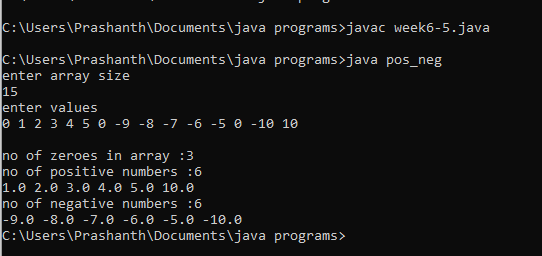 C:\Users\Prashanth\Documents\java programs>javac week6-5.java
C:\Users\Prashanth\Documents\java programs>java pos_neg
enter array size
15
enter values
0 1 2 3 4 5 0 -9 -8 -7 -6 -5 0 -10 10
no of zeroes in array :3
no of positive numbers :6
1.0 2.0 3.0 4.0 5.0 10.0
no of negative numbers :6
-9.0 -8.0 -7.0 -6.0 -5.0 -10.0
C:\Users\Prashanth\Documents\java programs>